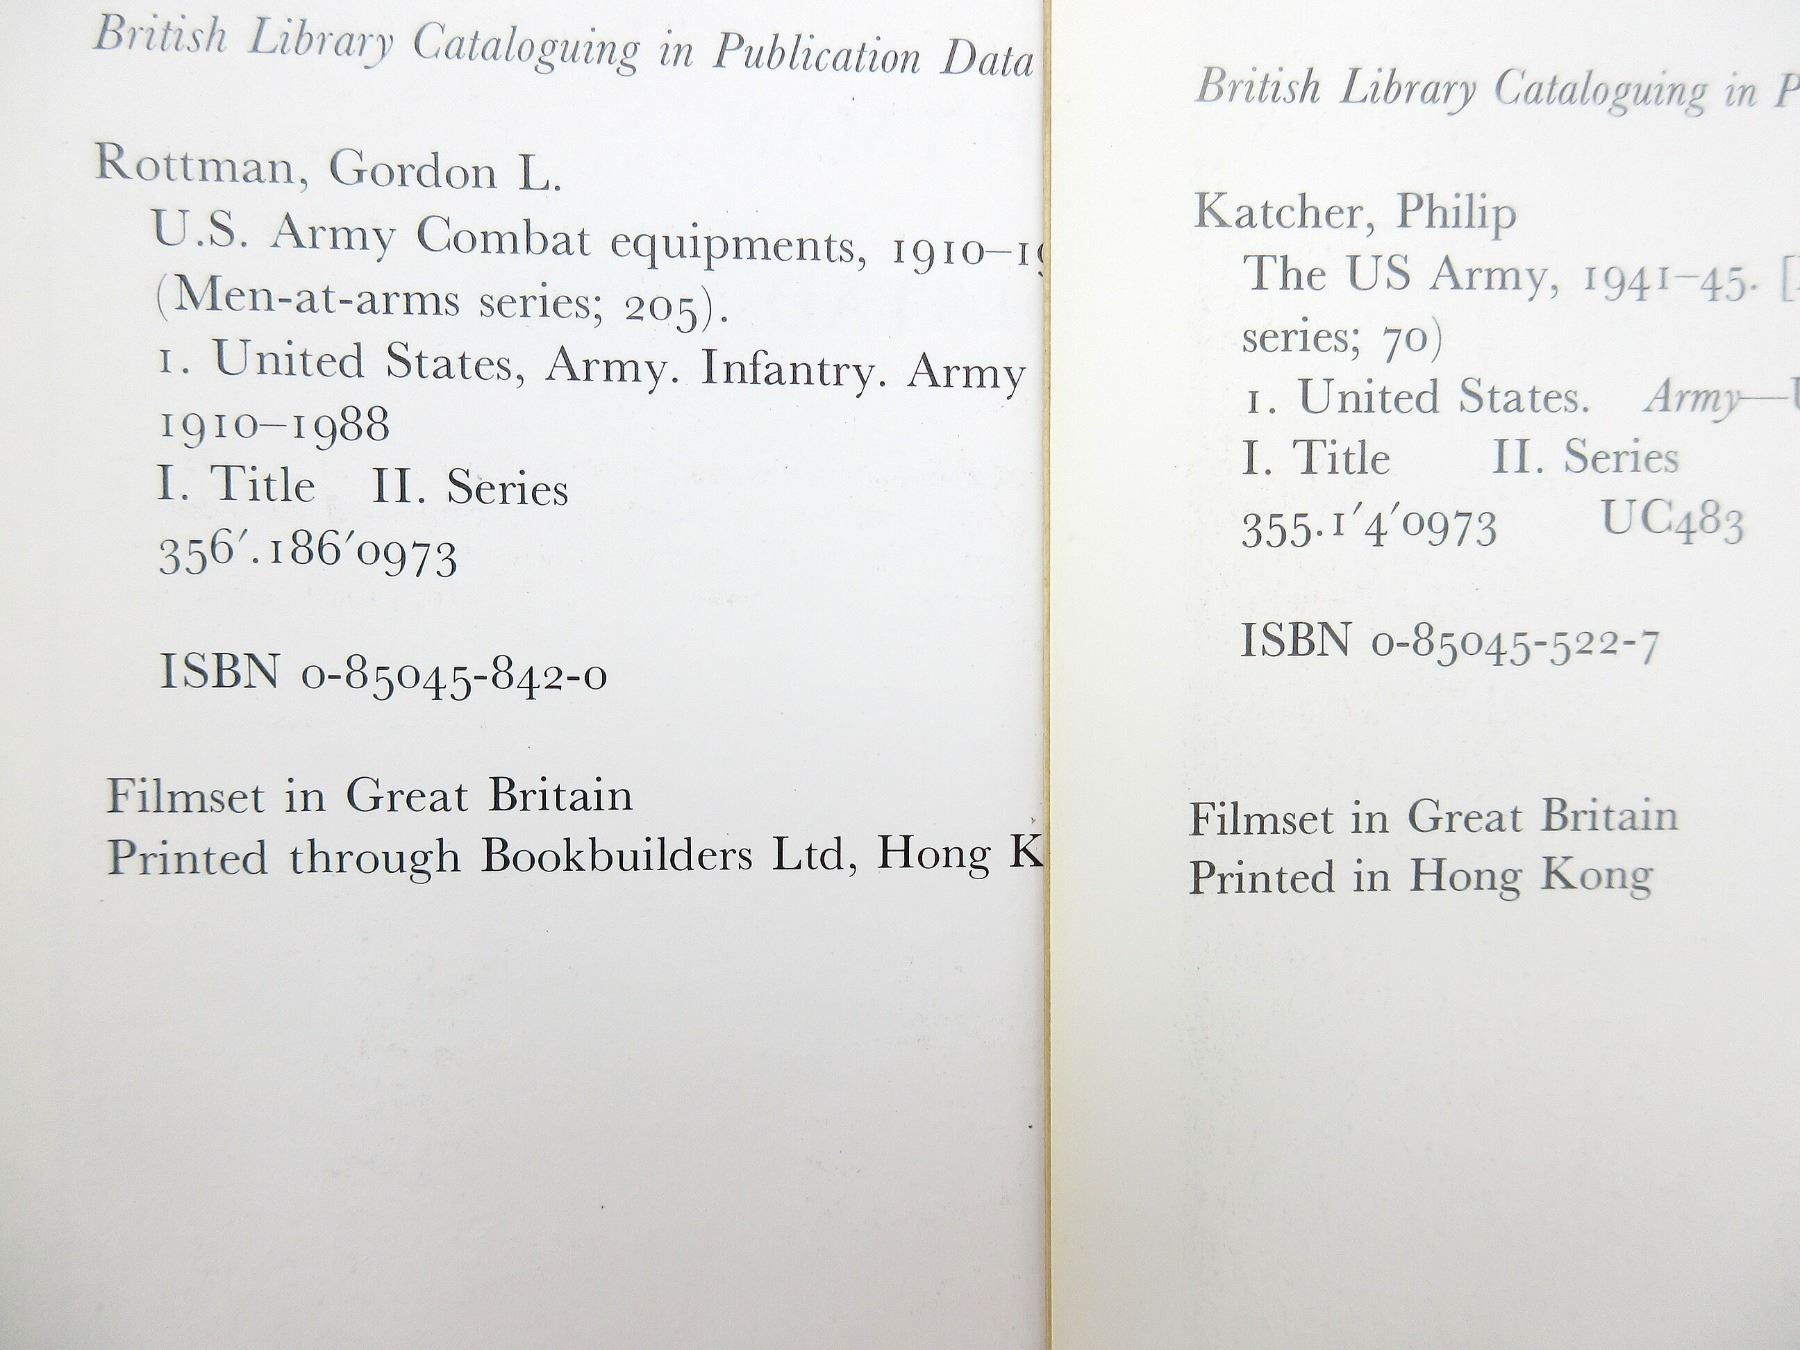 British Library Cataloguing in Publication Data
Rottman, Gordon L.
U.S. Army Combat equipments, 1910–
(Men-at-arms series; 205).
1. United States, Army. Infantry. Army
1910–1988
I. Title II. Series
356′.186′0973
ISBN 0-85045-842-0
Filmset in Great Britain
Printed through Bookbuilders Ltd, Hong K
British Library Cataloguing in P
Katcher, Philip
The US Army, 1941–45. [
series; 70)
1. United States. Army—U
I. Title II. Series
355.1′4′0973 UC483
ISBN 0-85045-522-7
Filmset in Great Britain
Printed in Hong Kong